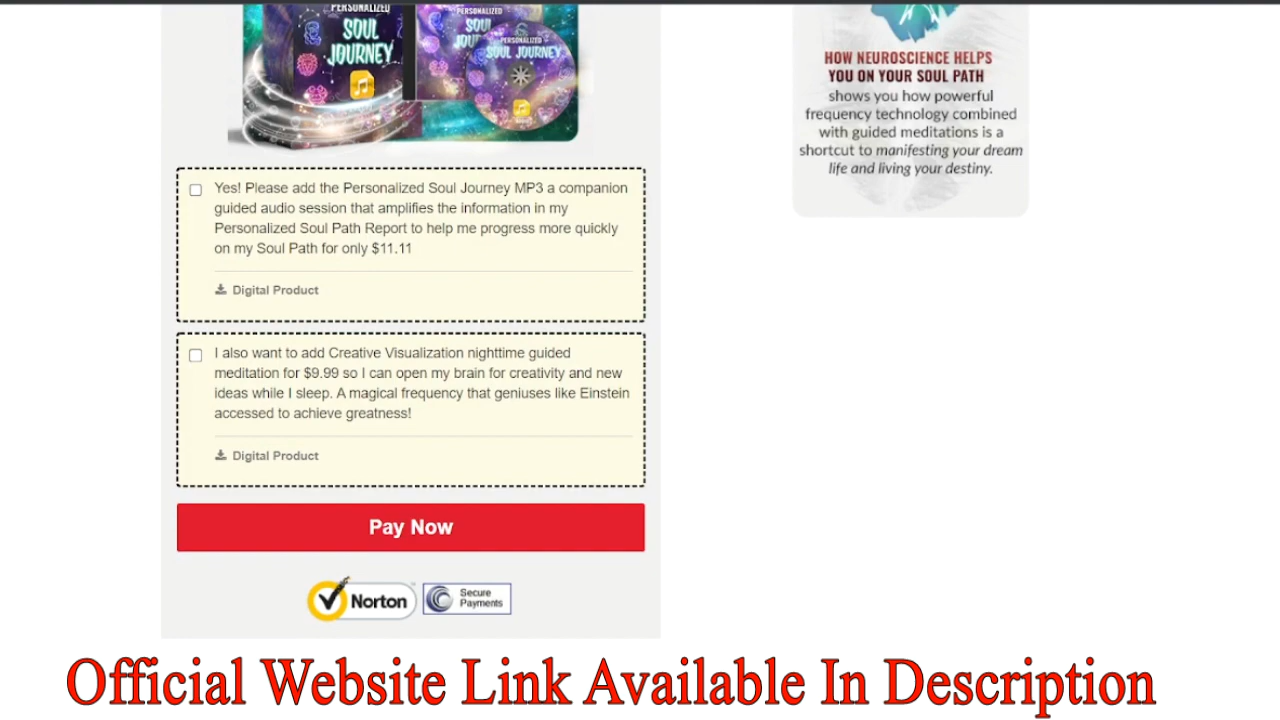 PERSONALIZED
SOUL
JOURNEY
PERSONALIZED
SOUL
PERSONALIZED
SOUL JOURNEY
Yes! Please add the Personalized Soul Journey MP3 a companion
guided audio session that amplifies the information in my
Personalized Soul Path Report to help me progress more quickly
on my Soul Path for only $11.11
Digital Product
I also want to add Creative Visualization nighttime guided
meditation for $9.99 so I can open my brain for creativity and new
ideas while I sleep. A magical frequency that geniuses like Einstein
accessed to achieve greatness!
Digital Product
Pay Now
Norton
Secure
Payments
HOW NEUROSCIENCE HELPS
YOU ON YOUR SOUL PATH
shows you how powerful
frequency technology combined
with guided meditations is a
shortcut to manifesting your dream
life and living your destiny.
Official Website Link Available In Description